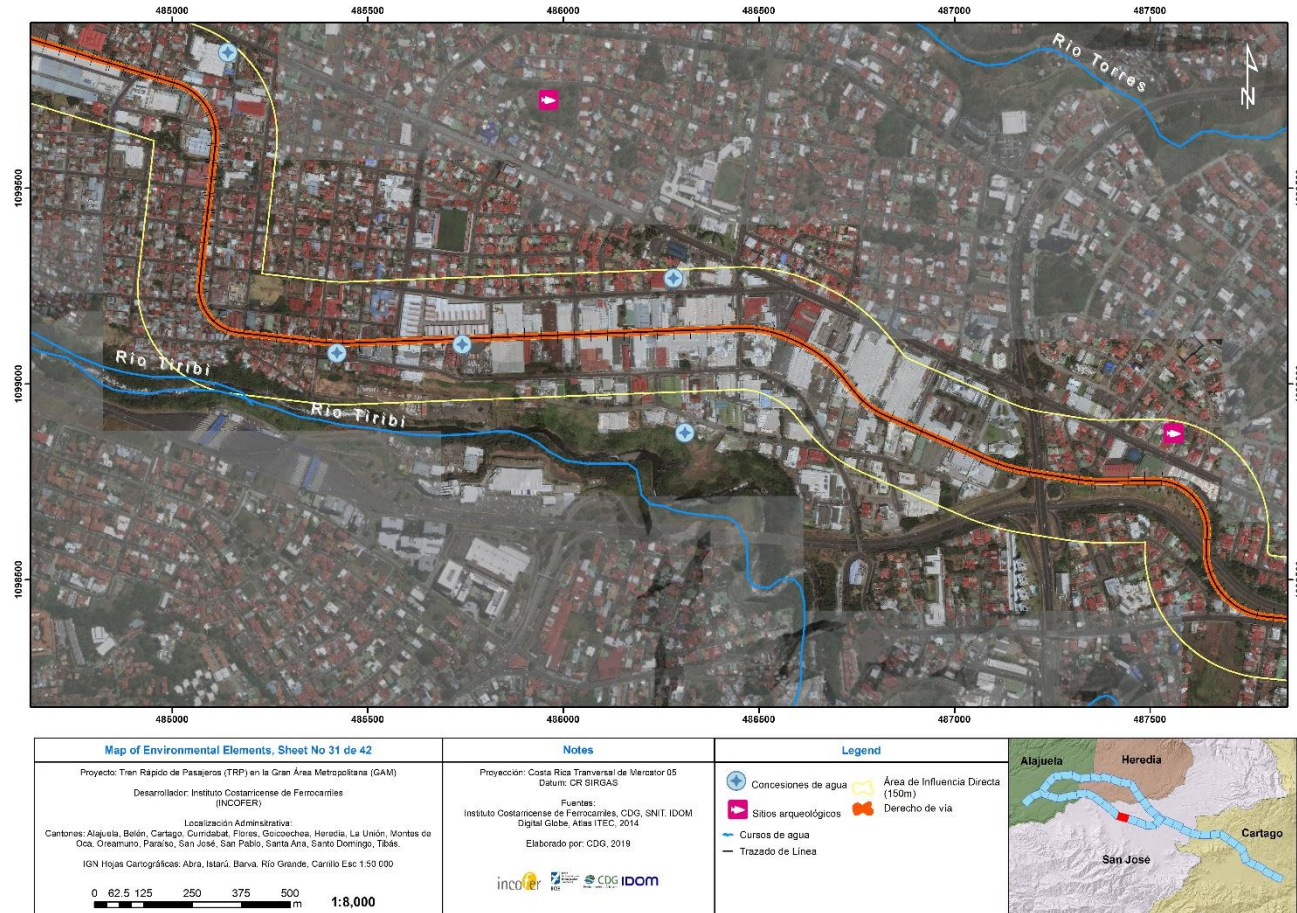 485000 485500 486000 486500 487000 487500
Rio Torres
N
1099500
Rio Tiribi
1099000
Rio Tiribi
1098500
485000 485500 486000 486500 487000 487500
Map of Environmental Elements, Sheet No 31 de 42
Proyecto: Tren Rápido de Pasajeros (TRP) en la Gran Área Metropolitana (GAM)
Desarrollador: Instituto Costarricense de Ferrocarriles
(INCOFER)
Localización Adminsitrativa:
Cantones: Alajuela, Belén, Cartago, Curridabat, Flores, Goicoechea, Heredia, La Unión, Montes de
Oca, Oreamuno, Paraíso, San José, San Pablo, Santa Ana, Santo Domingo, Tibás.
IGN Hojas Cartográficas: Abra, Istarú, Barva, Río Grande, Carrillo Esc 1:50 000
0 62.5 125 250 375 500
m
1:8,000
Notes
Proyección: Costa Rica Tranversal de Mercator 05
Datum: CR SIRGAS
Fuentes:
Instituto Costarricense de Ferrocarriles, CDG, SNIT, IDOM
Digital Globe, Atlas ITEC, 2014
Elaborado por: CDG, 2019
incofer
CDG
IDOM
Legend
Concesiones de agua
Sitios arqueológicos
Cursos de agua
Trazado de Línea
Área de Influencia Directa
(150m)
Derecho de vía
Alajuela
Heredia
Cartago
San José